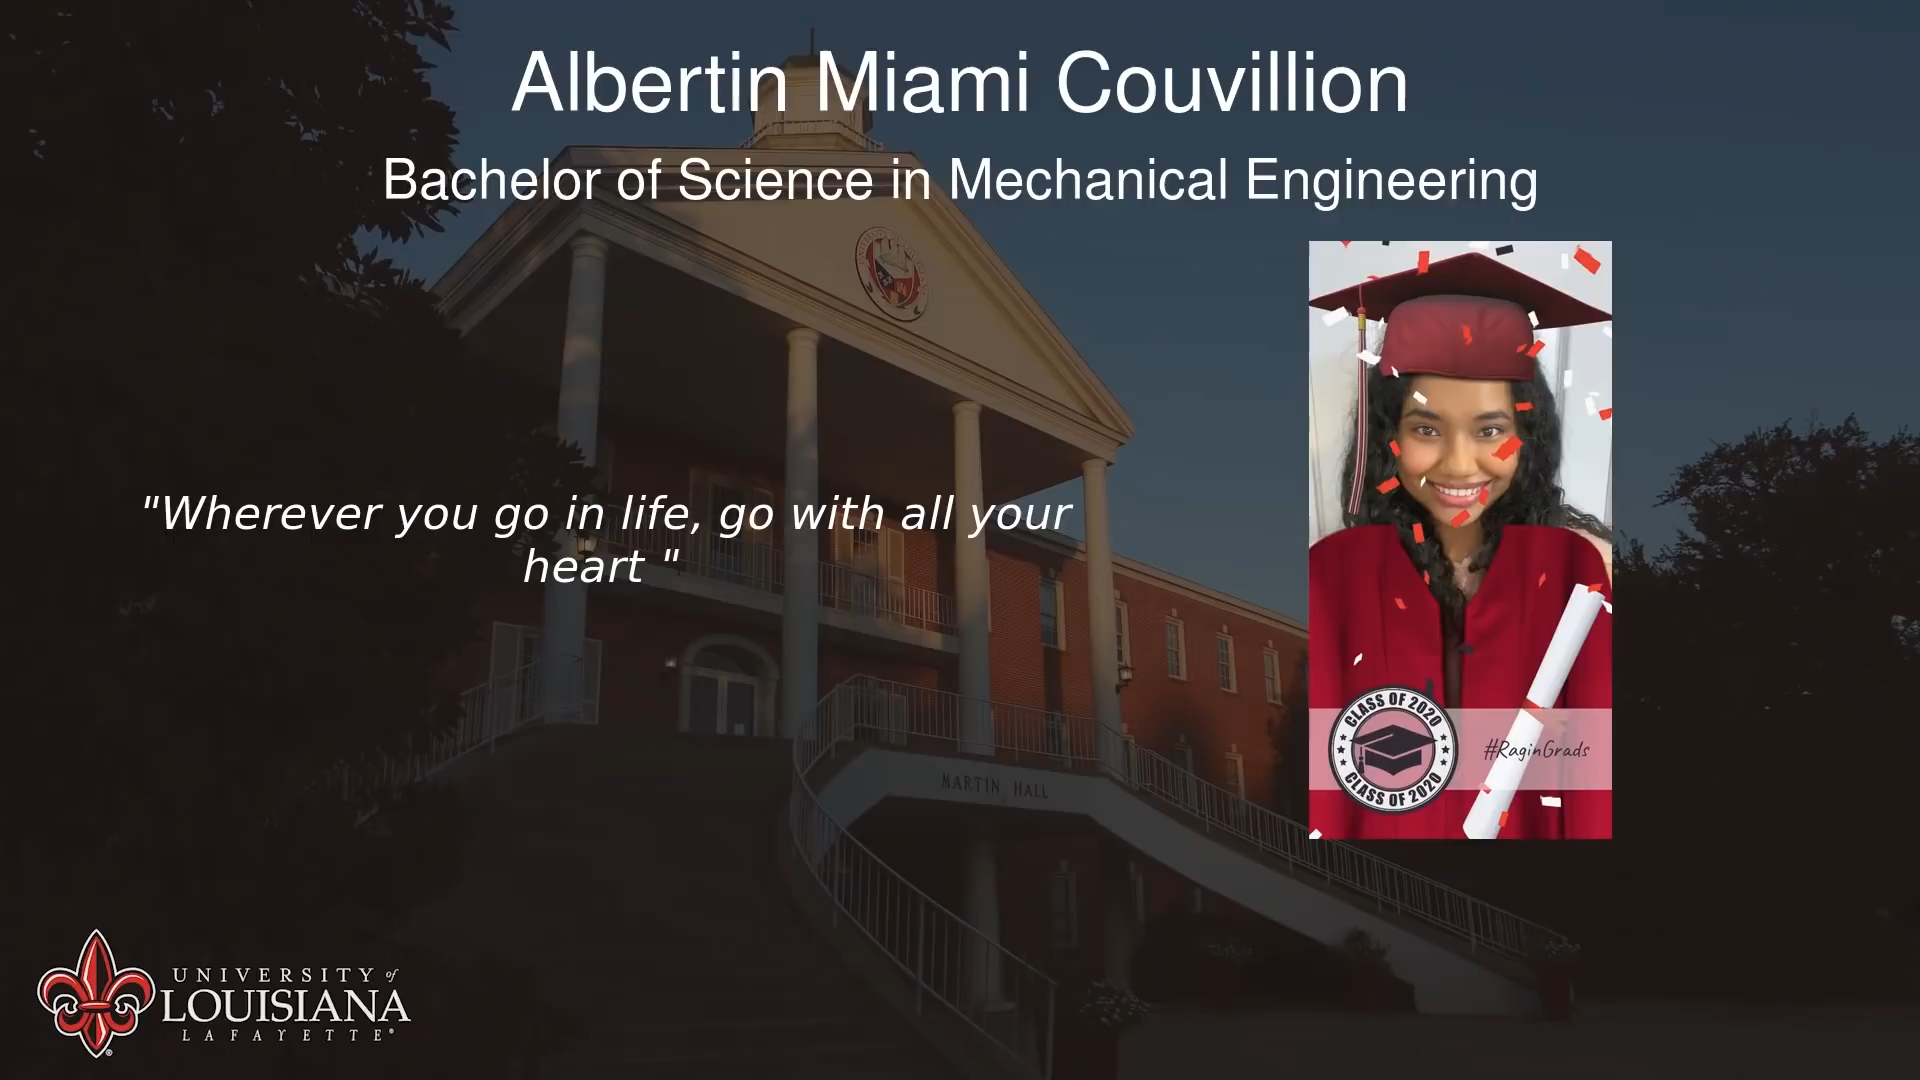 Albertin Miami Couvillion
Bachelor of Science in Mechanical Engineering
"Wherever you go in life, go with all your
heart "
MARTIN HALL
CLASS OF 2020
CLASS OF 2020
#RaginGrads
UNIVERSITY of
LOUISIANA
LAFAYETTE®